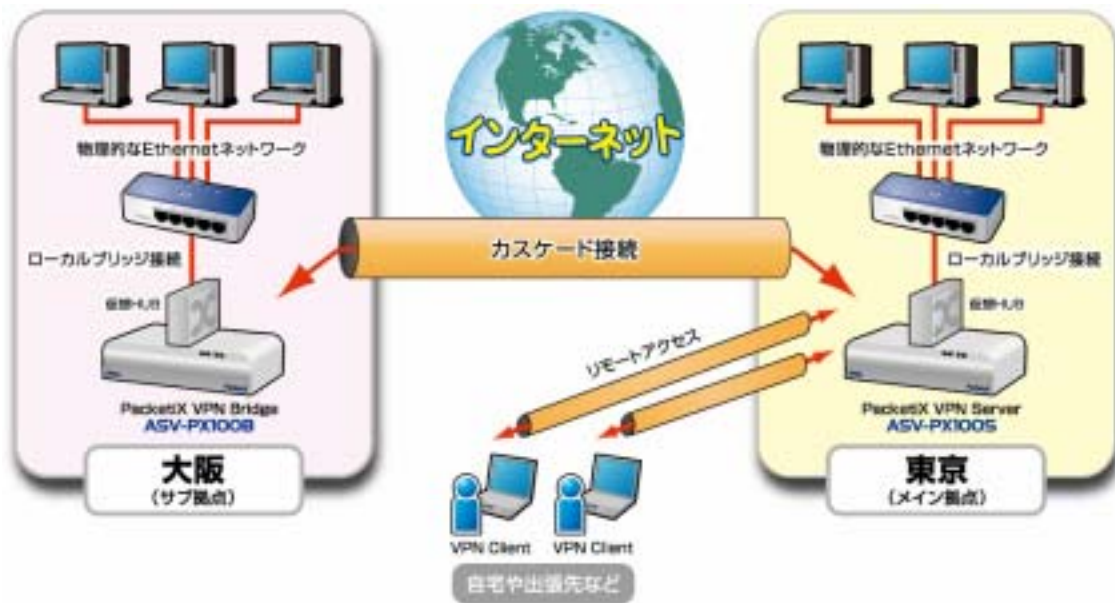 インターネット
物理的なEthernetネットワーク
ローカルブリッジ接続
仮想HUB
PacketiX VPN Bridge
ASV-PX100B
大阪
(サブ拠点)
カスケード接続
リモートアクセス
VPN Client
VPN Client
自宅や出張先など
物理的なEthernetネットワーク
ローカルブリッジ接続
仮想HUB
PacketiX VPN Server
ASV-PX100S
東京
(メイン拠点)